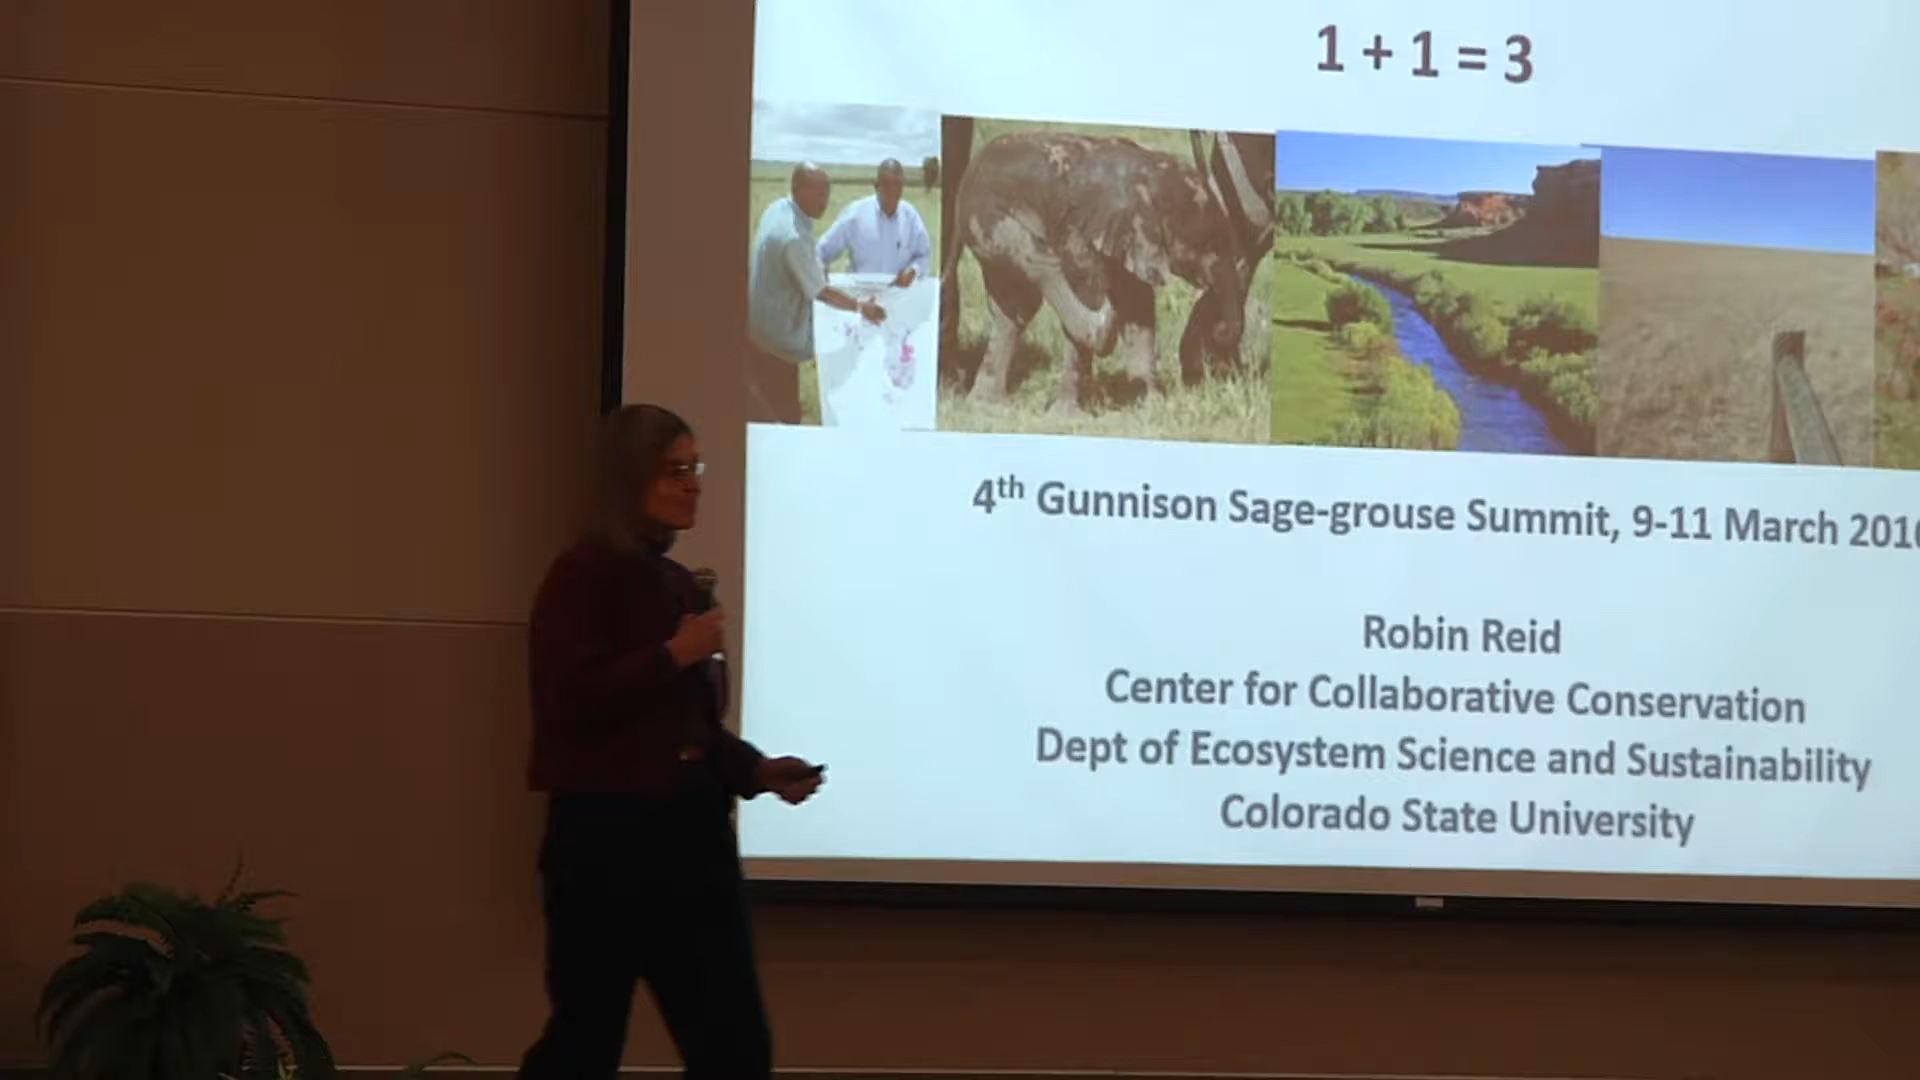 1 + 1 = 3
4th Gunnison Sage-grouse Summit, 9-11 March
Robin Reid
Center for Collaborative Conservation
Dept of Ecosystem Science and Sustainability
Colorado State University